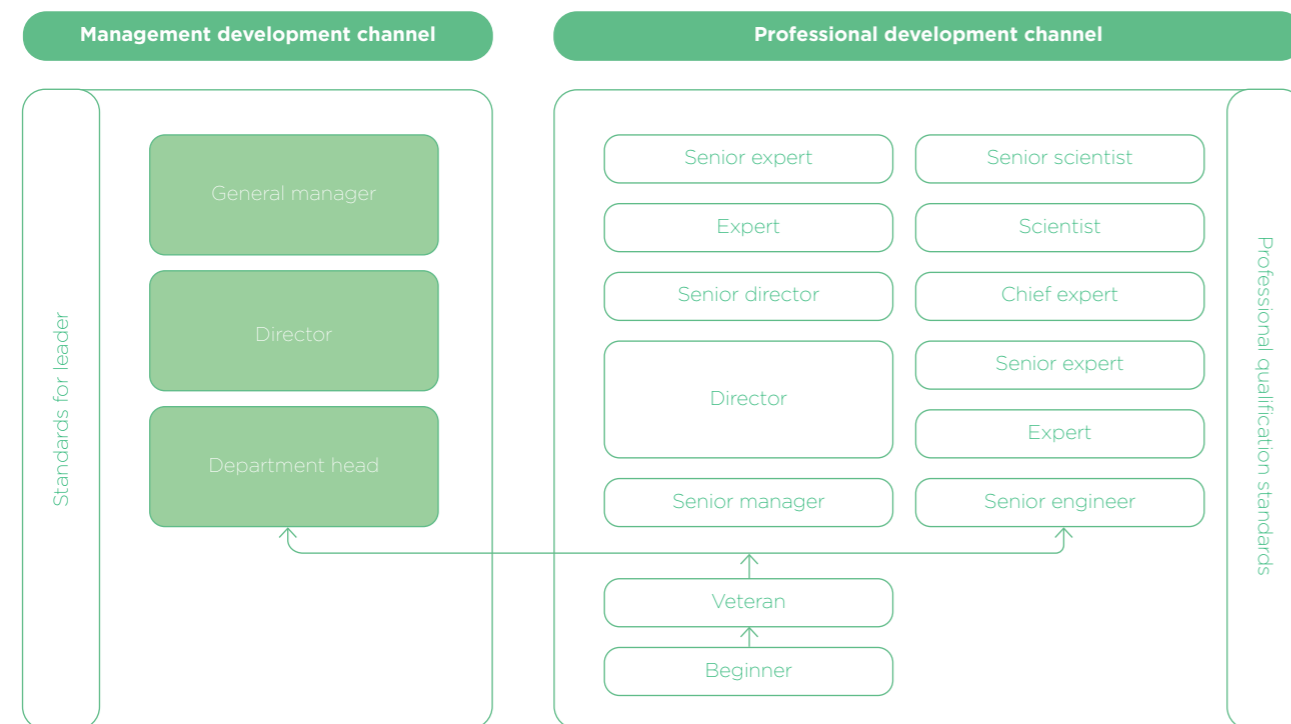 Management development channel
Professional development channel
Standards for leader
General manager
Director
Department head
Senior expert
Expert
Senior director
Director
Senior manager
Senior scientist
Scientist
Chief expert
Senior expert
Expert
Senior engineer
Veteran
Beginner
Professional qualification standards